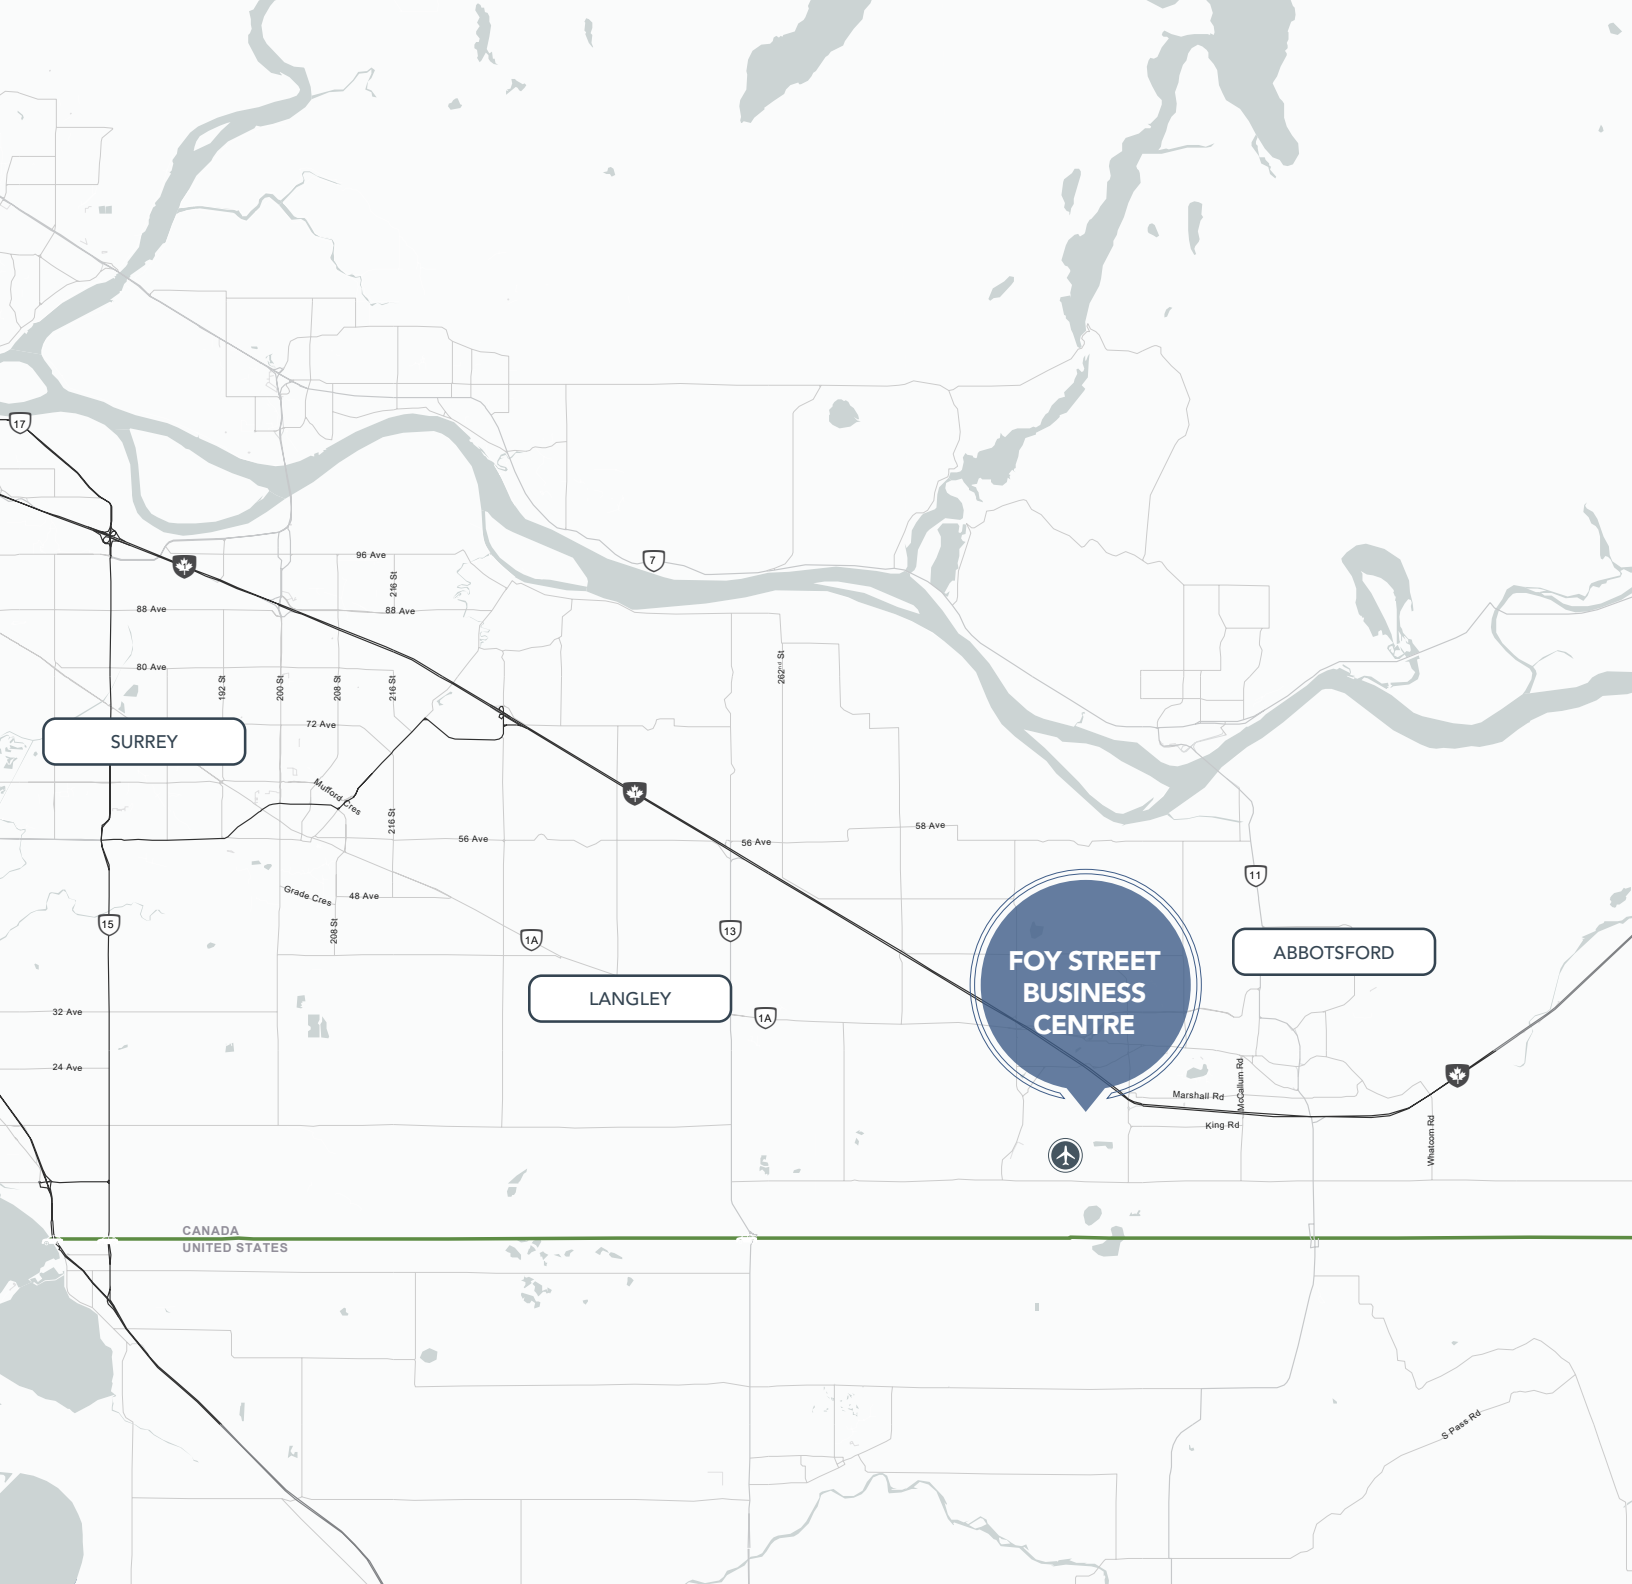 17
1
7
96 Ave
216 St
88 Ave
88 Ave
80 Ave
192 St
200 St
208 St
216 St
262nd St
72 Ave
SURREY
Mufford Cres
1
216 St
56 Ave
56 Ave
58 Ave
11
Grade Cres
48 Ave
208 St
15
1A
13
ABBOTSFORD
FOY STREET
BUSINESS
CENTRE
LANGLEY
1A
32 Ave
24 Ave
1
Marshall Rd
McCallum Rd
King Rd
Whatcom Rd
CANADA
UNITED STATES
S Pass Rd